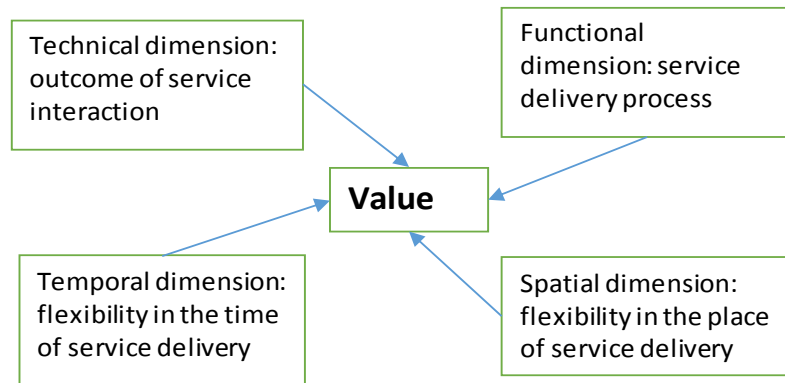 Technical dimension:
outcome of service
interaction
Functional
dimension: service
delivery process
Value
Temporal dimension:
flexibility in the time
of service delivery
Spatial dimension:
flexibility in the place
of service delivery